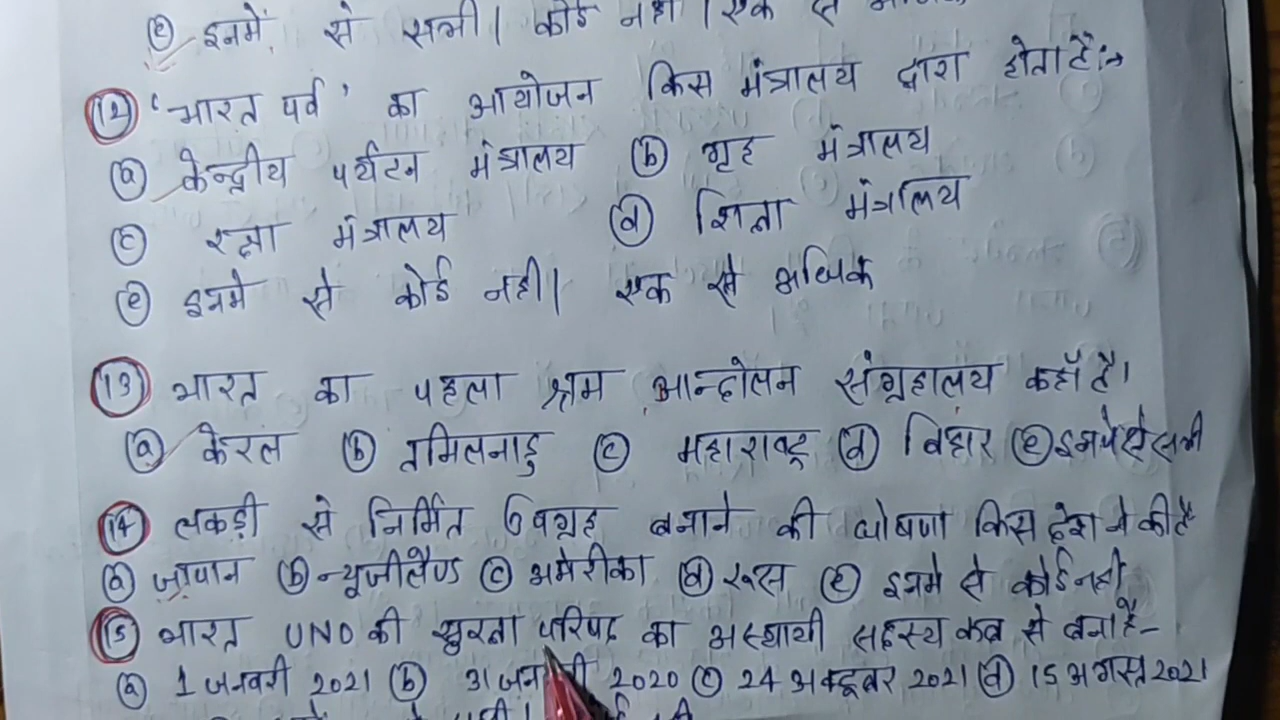 (e) इनमें से सभी। कोई नहीं। एक से
(12) 'भारत पर्व' का आयोजन किस मंत्रालय द्वारा होता है:→
(a) केन्द्रीय पर्यटन मंत्रालय (b) गृह मंत्रालय
(c) रक्षा मंत्रालय (d) शिक्षा मंत्रालय
(e) इनमे से कोई नही। एक से अधिक
(13) भारत का पहला श्रम आन्दोलन संग्रहालय कहाँ है।
(a) केरल (b) तमिलनाडु (c) महाराष्ट्र (d) बिहार (e) इनमे से सभी
(14) लकड़ी से निर्मित उपग्रह बनाने की घोषणा किस देश ने की है
(a) जापान (b) न्यूजीलैण्ड (c) अमेरीका (d) रूस (e) इनमे से कोई नही
(15) भारत UNO की सुरक्षा परिषद का अस्थायी सदस्य कब से बना है-
(a) 1 जनवरी 2021 (b) 31 2020 (c) 24 अक्टूबर 2021 (d) 15 अगस्त 2021